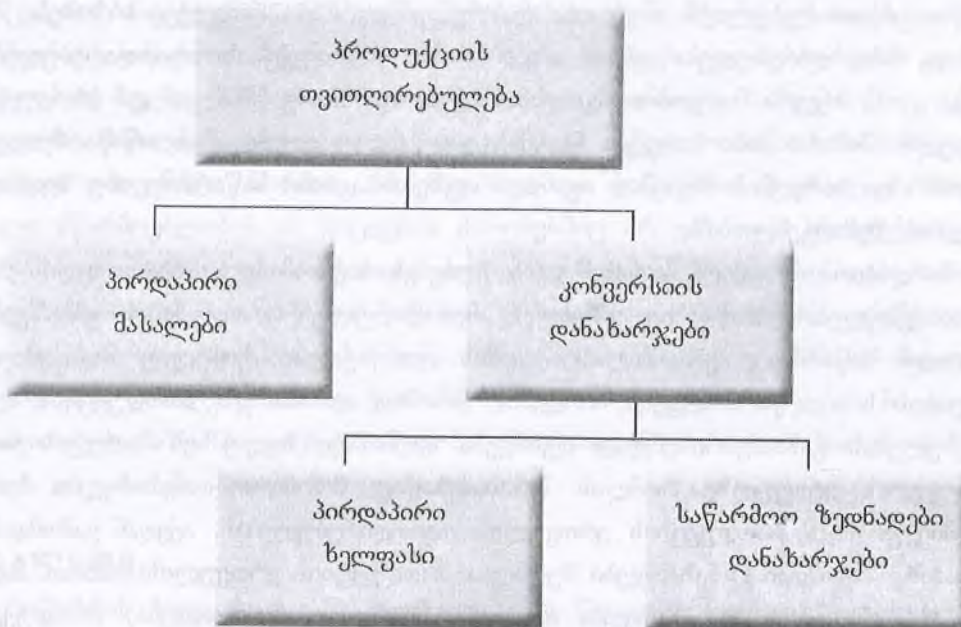 პროდუქციის
თვითღირებულება
პირდაპირი
მასალები
კონვერსიის
დანახარჯები
პირდაპირი
ხელფასი
საწარმოო ზედნადები
დანახარჯები